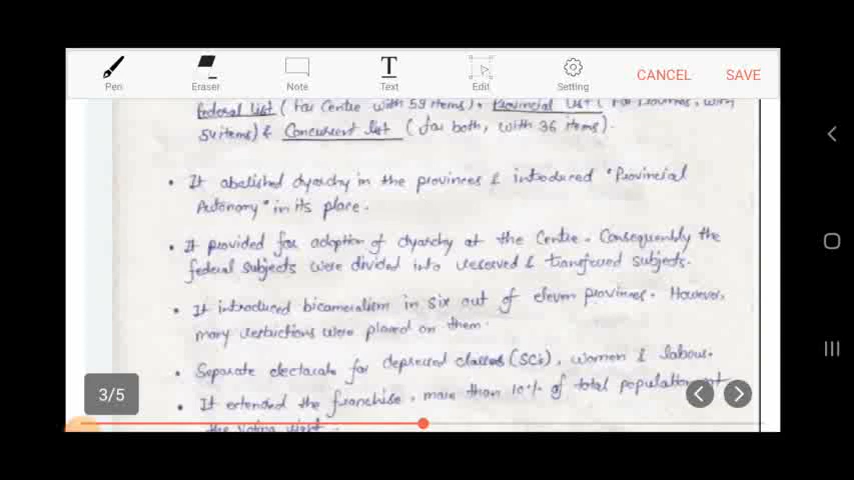 Pen
Eraser
Note
Text
Edit
Setting
CANCEL
SAVE
Federal List (For Centre with 59 items), Provincial List (For Provinces, with
54 items) & Concurrent list (for both, with 36 items).
• It abolished dyarchy in the provinces & introduced "Provincial
Autonomy" in its place.
• It provided for adoption of dyarchy at the Centre. Consequently the
federal subjects were divided into reserved & transferred subjects.
• It introduced bicameralism in six out of eleven provinces. However,
many restrictions were placed on them.
• Separate electorate for depressed classes (SCs), women & labour.
• It extended the franchise, more than 10% of total population got
the voting right.
3/5